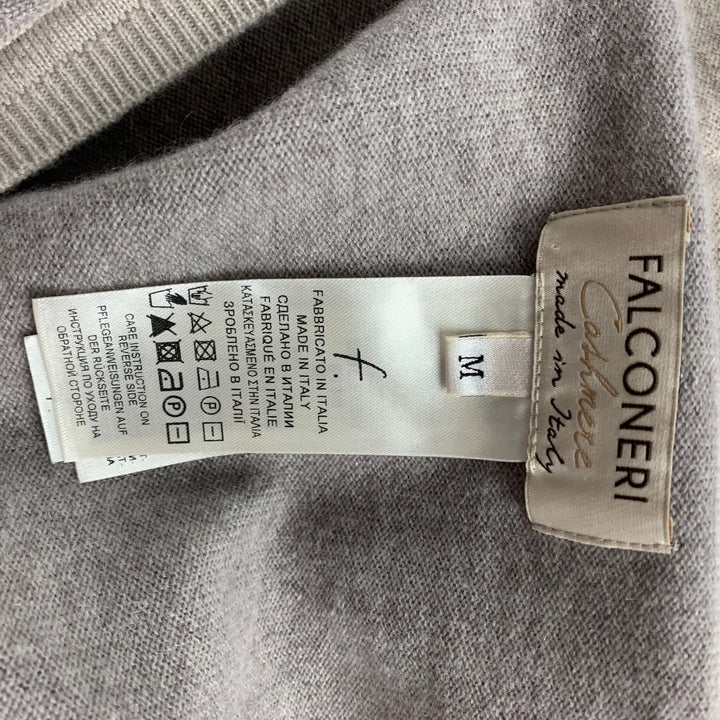 FALCONERI
Cashmere
made in Italy
M
f
FABBRICATO IN ITALIA
MADE IN ITALY
СДЕЛАНО В ИТАЛИИ
FABRIQUÉ EN ITALIE
ΚΑΤΑΣΚΕΥΑΣΜΕΝΟ ΣΤΗΝ ΙΤΑΛΙΑ
ЗРОБЛЕНО В ІТАЛІЇ
P
P
CARE INSTRUCTION ON
REVERSE SIDE
PFLEGEANWEISUNGEN AUF
DER RÜCKSEITE
ИНСТРУКЦИЯ ПО УХОДУ НА
ОБРАТНОЙ СТОРОНЕ